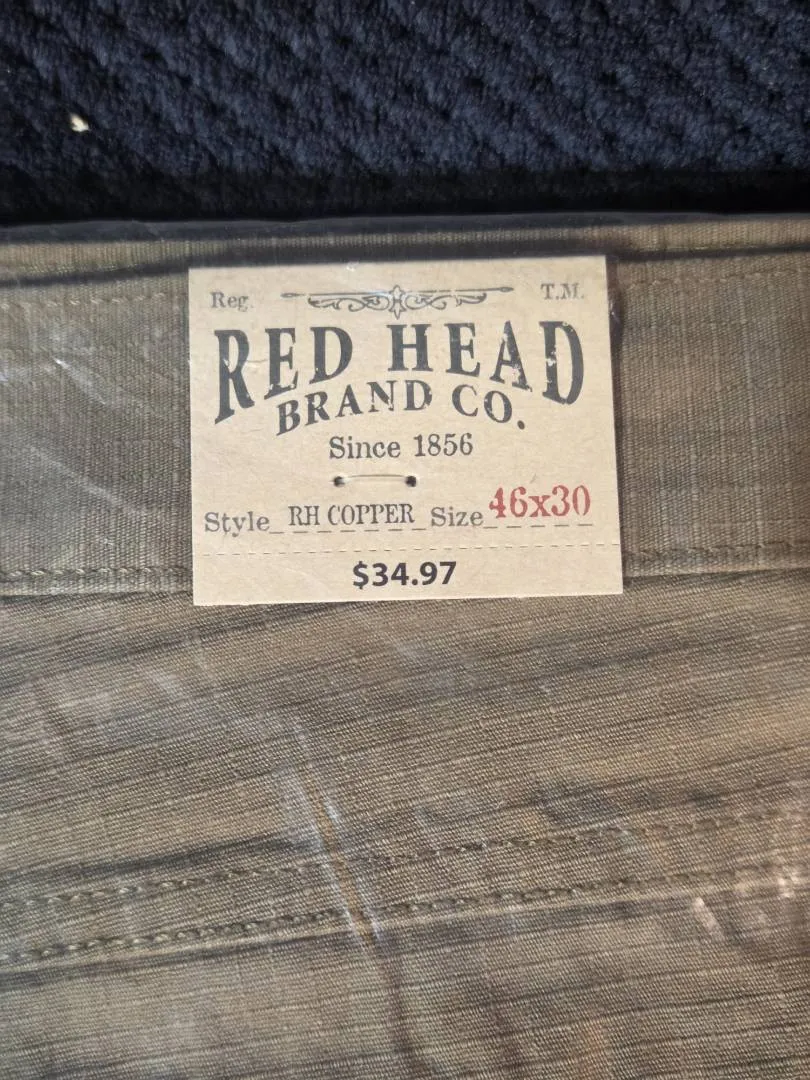 Reg. T.M.
RED HEAD
BRAND CO.
Since 1856
Style RH COPPER Size 46x30
$34.97